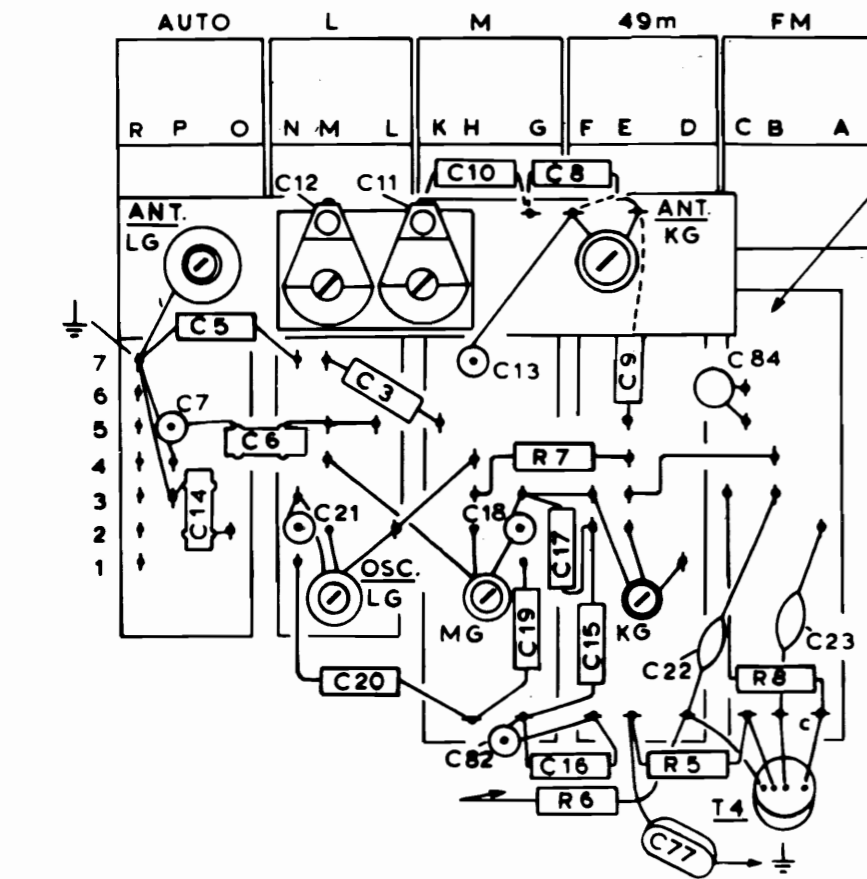 AUTO L M 49m FM
R P O N M L K H G F E D C B A
C10 C8
C12 C11
ANT. ANT.
LG KG
C5
7 C13 C9 C84
C3
6
C7
5 C6
4 R7
3
C14 C21 C18
2 C17
1 OSC.
LG MG C19 C15 KG
C22 C23
C20 R8
c
C82 C16 R5
R6 T4
C77